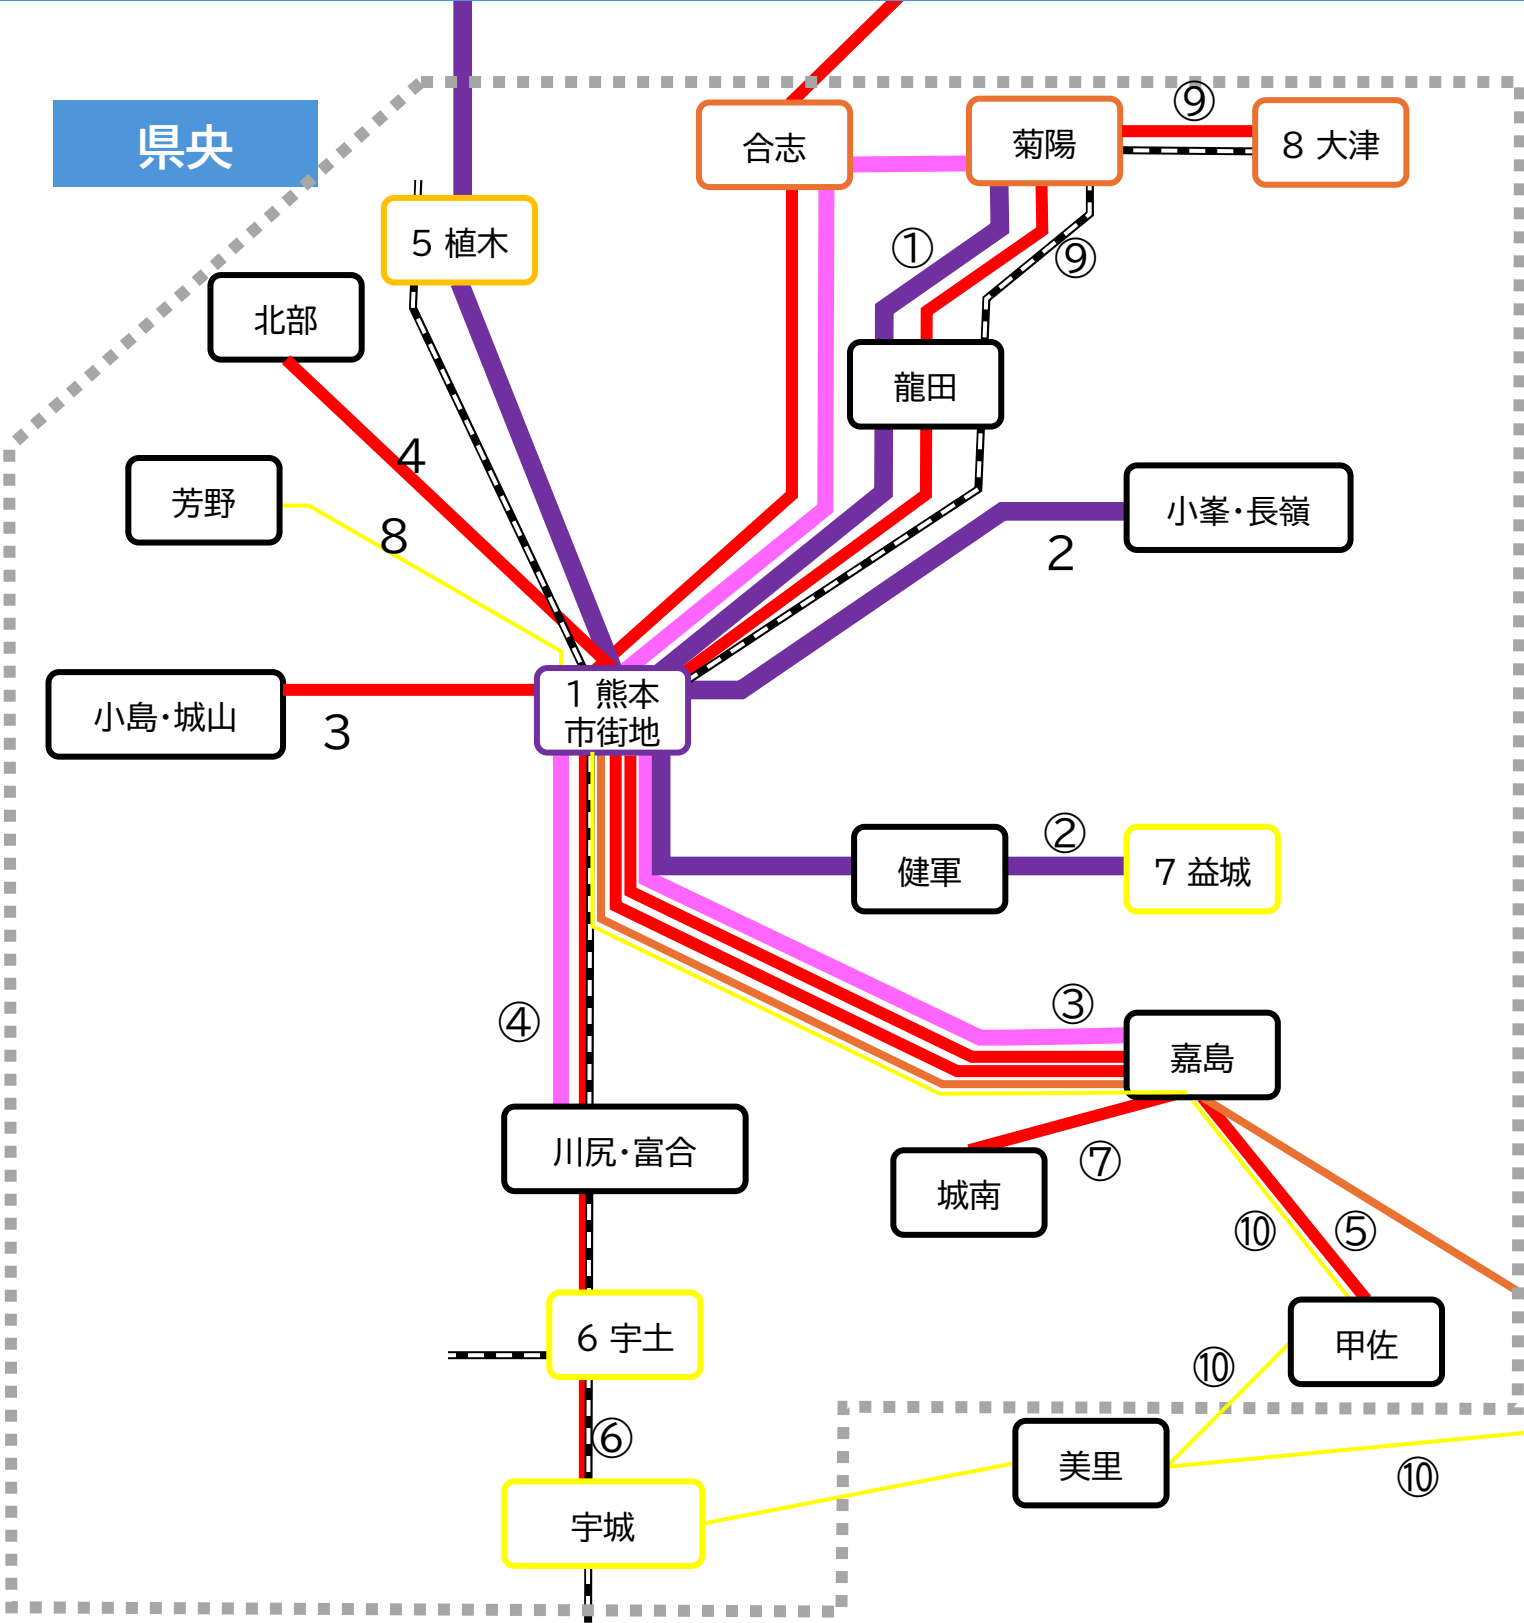 県央
⑨
合志
菊陽
8 大津
5 植木
①
⑨
北部
龍田
4
芳野
8
小峯・長嶺
2
小島・城山
3
1 熊本
市街地
②
健軍
7 益城
④
③
嘉島
川尻・富合
⑦
城南
⑩
⑤
6 宇土
甲佐
⑩
⑥
美里
⑩
宇城